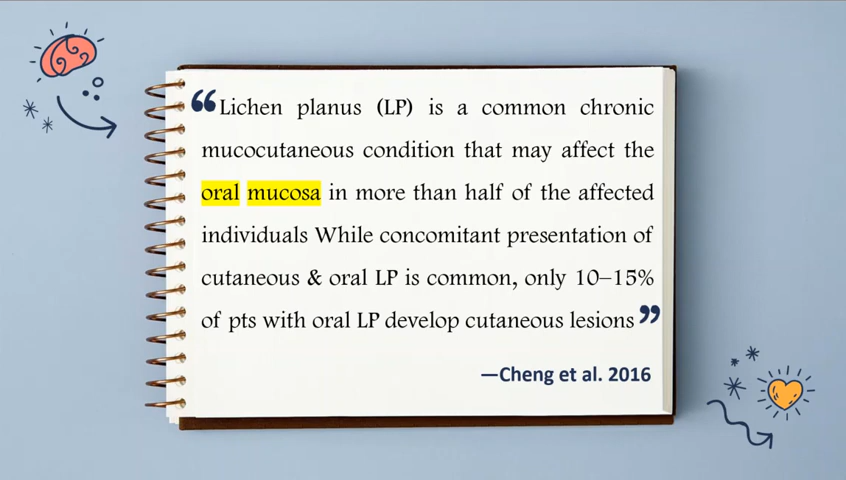 “Lichen planus (LP) is a common chronic
mucocutaneous condition that may affect the
oral mucosa in more than half of the affected
individuals While concomitant presentation of
cutaneous & oral LP is common, only 10–15%
of pts with oral LP develop cutaneous lesions”
—Cheng et al. 2016